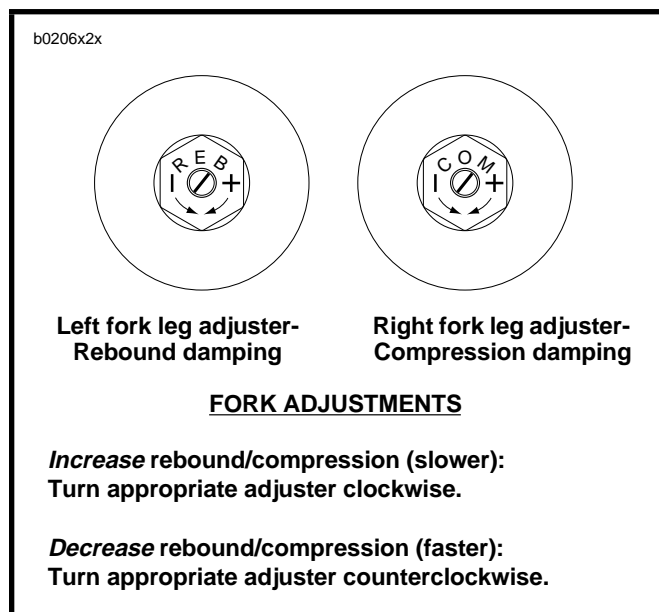 b0206x2x
REB
− +
COM
− +
Left fork leg adjuster-
Rebound damping
Right fork leg adjuster-
Compression damping
FORK ADJUSTMENTS
Increase rebound/compression (slower):
Turn appropriate adjuster clockwise.
Decrease rebound/compression (faster):
Turn appropriate adjuster counterclockwise.